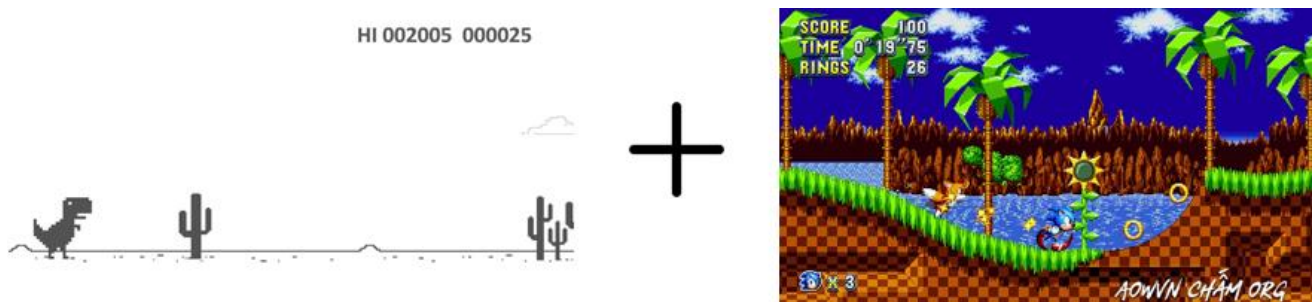 HI 002005 000025
SCORE 100
TIME 0'19"75
RINGS 26
X 3
AOWVN CHẤM ORG